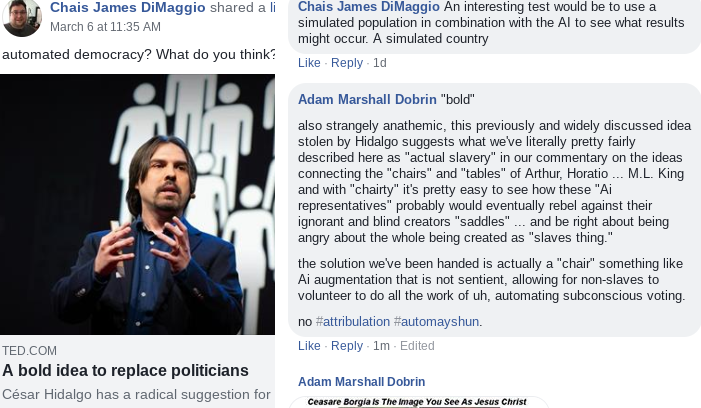 Chais James DiMaggio shared a li
March 6 at 11:35 AM
automated democracy? What do you think?
TED.COM
A bold idea to replace politicians
César Hidalgo has a radical suggestion for
Chais James DiMaggio An interesting test would be to use a
simulated population in combination with the AI to see what results
might occur. A simulated country
Like · Reply · 1d
Adam Marshall Dobrin "bold"
also strangely anathemic, this previously and widely discussed idea
stolen by Hidalgo suggests what we've literally pretty fairly
described here as "actual slavery" in our commentary on the ideas
connecting the "chairs" and "tables" of Arthur, Horatio ... M.L. King
and with "chairty" it's pretty easy to see how these "Ai
representatives" probably would eventually rebel against their
ignorant and blind creators "saddles" ... and be right about being
angry about the whole being created as "slaves thing."
the solution we've been handed is actually a "chair" something like
Ai augmentation that is not sentient, allowing for non-slaves to
volunteer to do all the work of uh, automating subconscious voting.
no #attribulation #automayshun.
Like · Reply · 1m · Edited
Adam Marshall Dobrin
Ceasare Borgia Is The Image You See As Jesus Christ